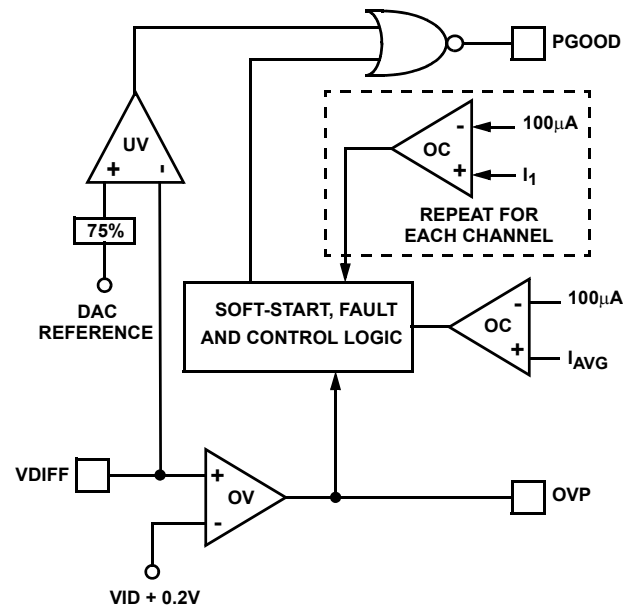 PGOOD
UV
+ -
75%
DAC
REFERENCE
- 100μA
OC
+ I1
REPEAT FOR
EACH CHANNEL
SOFT-START, FAULT
AND CONTROL LOGIC
- 100μA
OC
+ IAVG
VDIFF
+
OV
-
OVP
VID + 0.2V